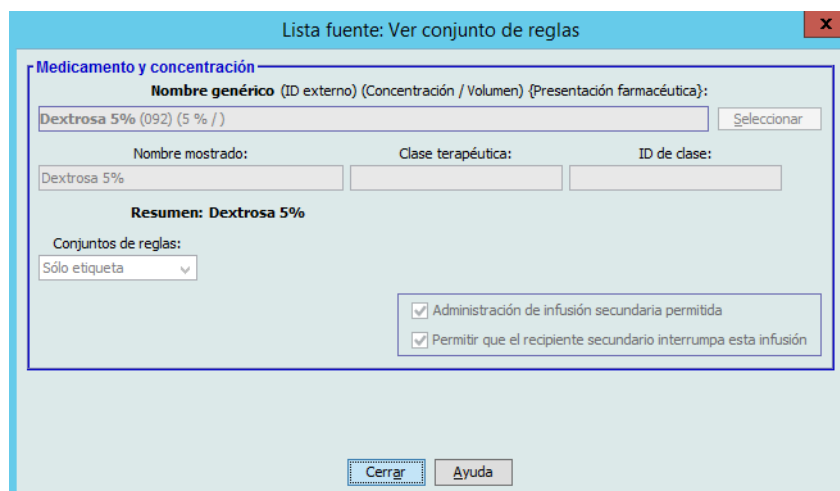 Lista fuente: Ver conjunto de reglas
x
Medicamento y concentración
Nombre genérico (ID externo) (Concentración / Volumen) {Presentación farmacéutica}:
Dextrosa 5% (092) (5 % / )
Seleccionar
Nombre mostrado:
Clase terapéutica:
ID de clase:
Dextrosa 5%
Resumen: Dextrosa 5%
Conjuntos de reglas:
Sólo etiqueta
Administración de infusión secundaria permitida
Permitir que el recipiente secundario interrumpa esta infusión
Cerrar
Ayuda